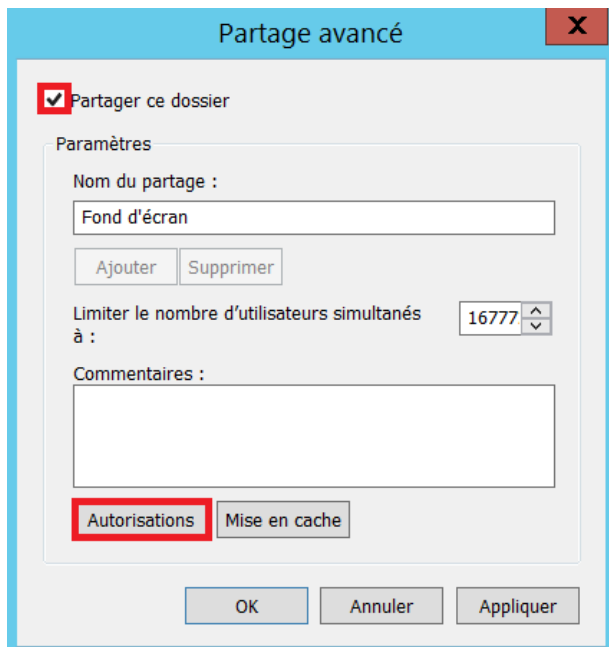 Partage avancé
X
Partager ce dossier
Paramètres
Nom du partage :
Fond d'écran
Ajouter Supprimer
Limiter le nombre d’utilisateurs simultanés
à :
16777
Commentaires :
Autorisations Mise en cache
OK Annuler Appliquer